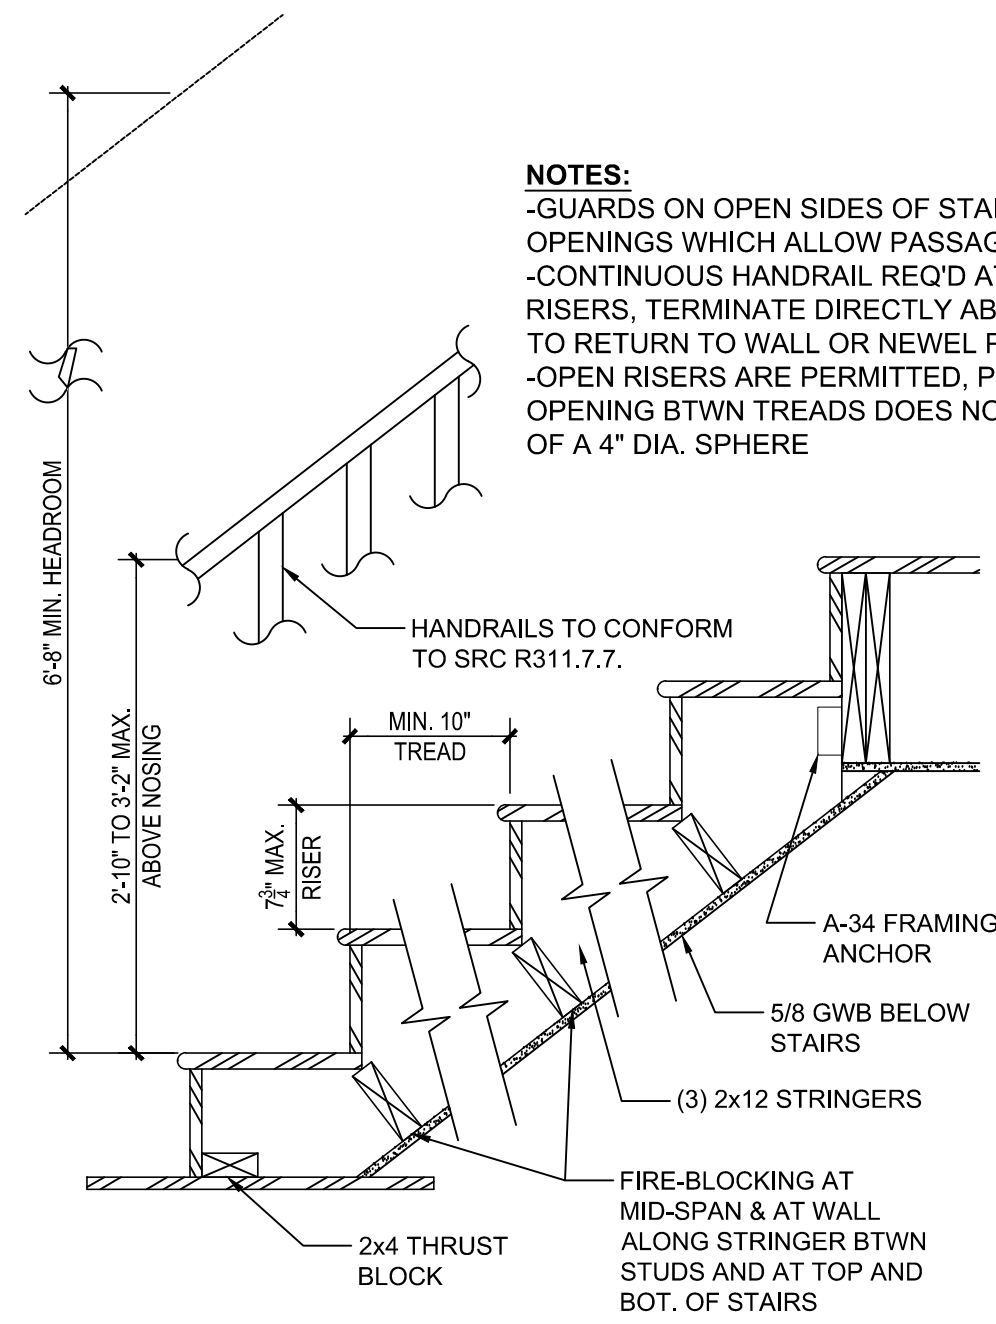 NOTES:
-GUARDS ON OPEN SIDES OF STAI
OPENINGS WHICH ALLOW PASSAG
-CONTINUOUS HANDRAIL REQ'D AT
RISERS, TERMINATE DIRECTLY AB
TO RETURN TO WALL OR NEWEL P
-OPEN RISERS ARE PERMITTED, P
OPENING BTWN TREADS DOES NO
OF A 4" DIA. SPHERE
6'-8" MIN. HEADROOM
2'-10" TO 3'-2" MAX.
ABOVE NOSING
HANDRAILS TO CONFORM
TO SRC R311.7.7.
MIN. 10"
TREAD
7 3/4" MAX.
RISER
A-34 FRAMING
ANCHOR
5/8 GWB BELOW
STAIRS
(3) 2x12 STRINGERS
FIRE-BLOCKING AT
MID-SPAN & AT WALL
ALONG STRINGER BTWN
STUDS AND AT TOP AND
BOT. OF STAIRS
2x4 THRUST
BLOCK